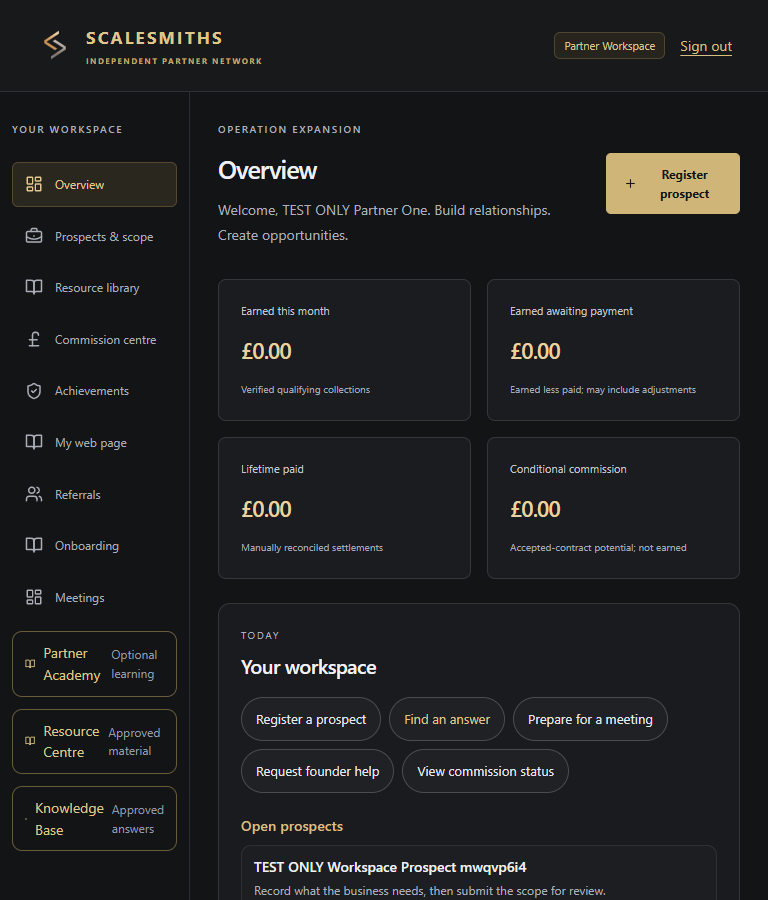 SCALESMITHS
INDEPENDENT PARTNER NETWORK
Partner Workspace
Sign out
YOUR WORKSPACE
Overview
Prospects & scope
Resource library
Commission centre
Achievements
My web page
Referrals
Onboarding
Meetings
Partner
Academy
Optional
learning
Resource
Centre
Approved
material
Knowledge
Base
Approved
answers
OPERATION EXPANSION
Overview
Welcome, TEST ONLY Partner One. Build relationships.
Create opportunities.
Register
prospect
Earned this month
£0.00
Verified qualifying collections
Earned awaiting payment
£0.00
Earned less paid; may include adjustments
Lifetime paid
£0.00
Manually reconciled settlements
Conditional commission
£0.00
Accepted-contract potential; not earned
TODAY
Your workspace
Register a prospect
Find an answer
Prepare for a meeting
Request founder help
View commission status
Open prospects
TEST ONLY Workspace Prospect mwqvp6i4
Record what the business needs, then submit the scope for review.